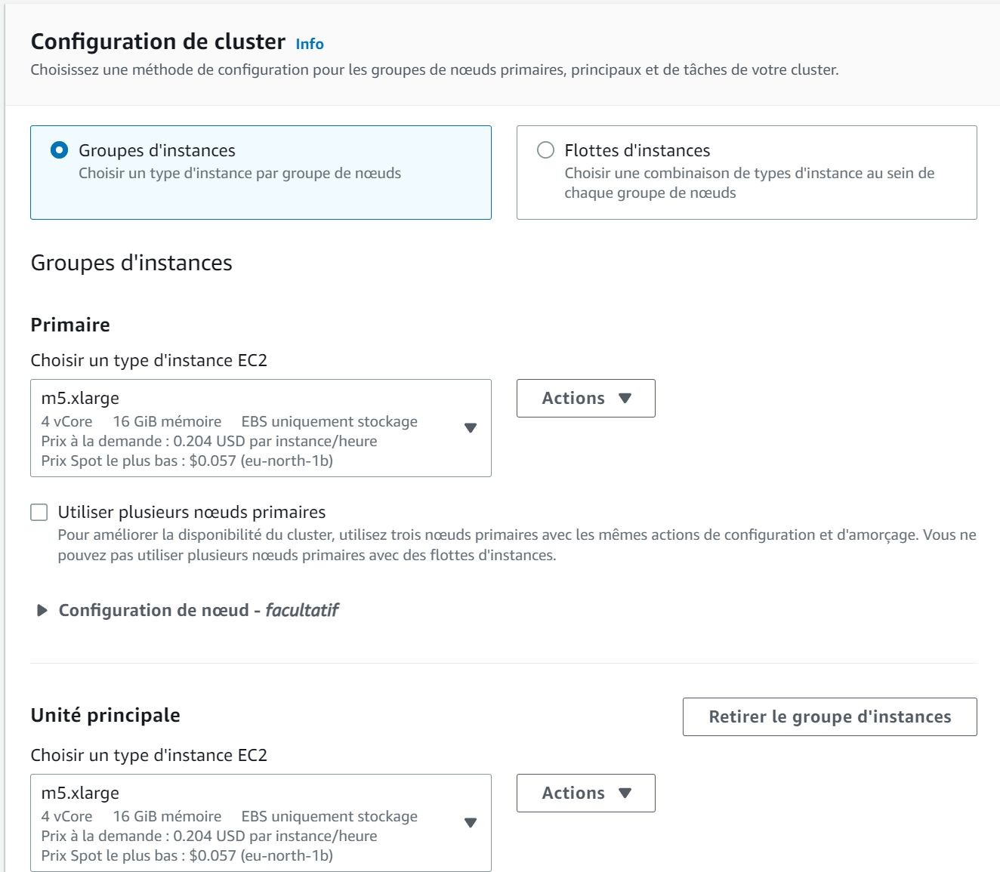 Configuration de cluster Info
Choisissez une méthode de configuration pour les groupes de nœuds primaires, principaux et de tâches de votre cluster.
Groupes d'instances
Choisir un type d'instance par groupe de nœuds
Flottes d'instances
Choisir une combinaison de types d'instance au sein de
chaque groupe de nœuds
Groupes d'instances
Primaire
Choisir un type d'instance EC2
m5.xlarge
4 vCore 16 GiB mémoire EBS uniquement stockage
Prix à la demande : 0.204 USD par instance/heure
Prix Spot le plus bas : $0.057 (eu-north-1b)
Actions
Utiliser plusieurs nœuds primaires
Pour améliorer la disponibilité du cluster, utilisez trois nœuds primaires avec les mêmes actions de configuration et d'amorçage. Vous ne
pouvez pas utiliser plusieurs nœuds primaires avec des flottes d'instances.
Configuration de nœud - facultatif
Unité principale
Retirer le groupe d'instances
Choisir un type d'instance EC2
m5.xlarge
4 vCore 16 GiB mémoire EBS uniquement stockage
Prix à la demande : 0.204 USD par instance/heure
Prix Spot le plus bas : $0.057 (eu-north-1b)
Actions